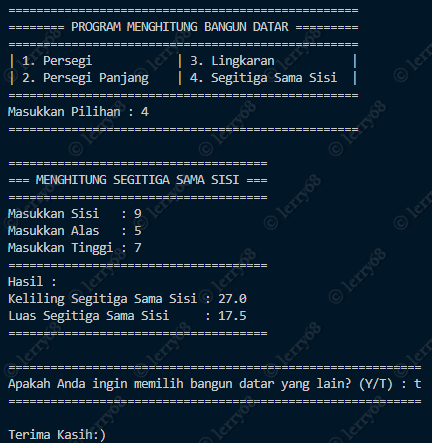 ==================================================
======== PROGRAM MENGHITUNG BANGUN DATAR =========
==================================================
| 1. Persegi            | 3. Lingkaran           |
| 2. Persegi Panjang    | 4. Segitiga Sama Sisi  |
==================================================
Masukkan Pilihan : 4
==================================================

=====================================
=== MENGHITUNG SEGITIGA SAMA SISI ===
=====================================
Masukkan Sisi   : 9
Masukkan Alas   : 5
Masukkan Tinggi : 7
=====================================
Hasil :
Keliling Segitiga Sama Sisi : 27.0
Luas Segitiga Sama Sisi     : 17.5
=====================================

===========================================================
Apakah Anda ingin memilih bangun datar yang lain? (Y/T) : t
===========================================================

Terima Kasih:)
© lerry08